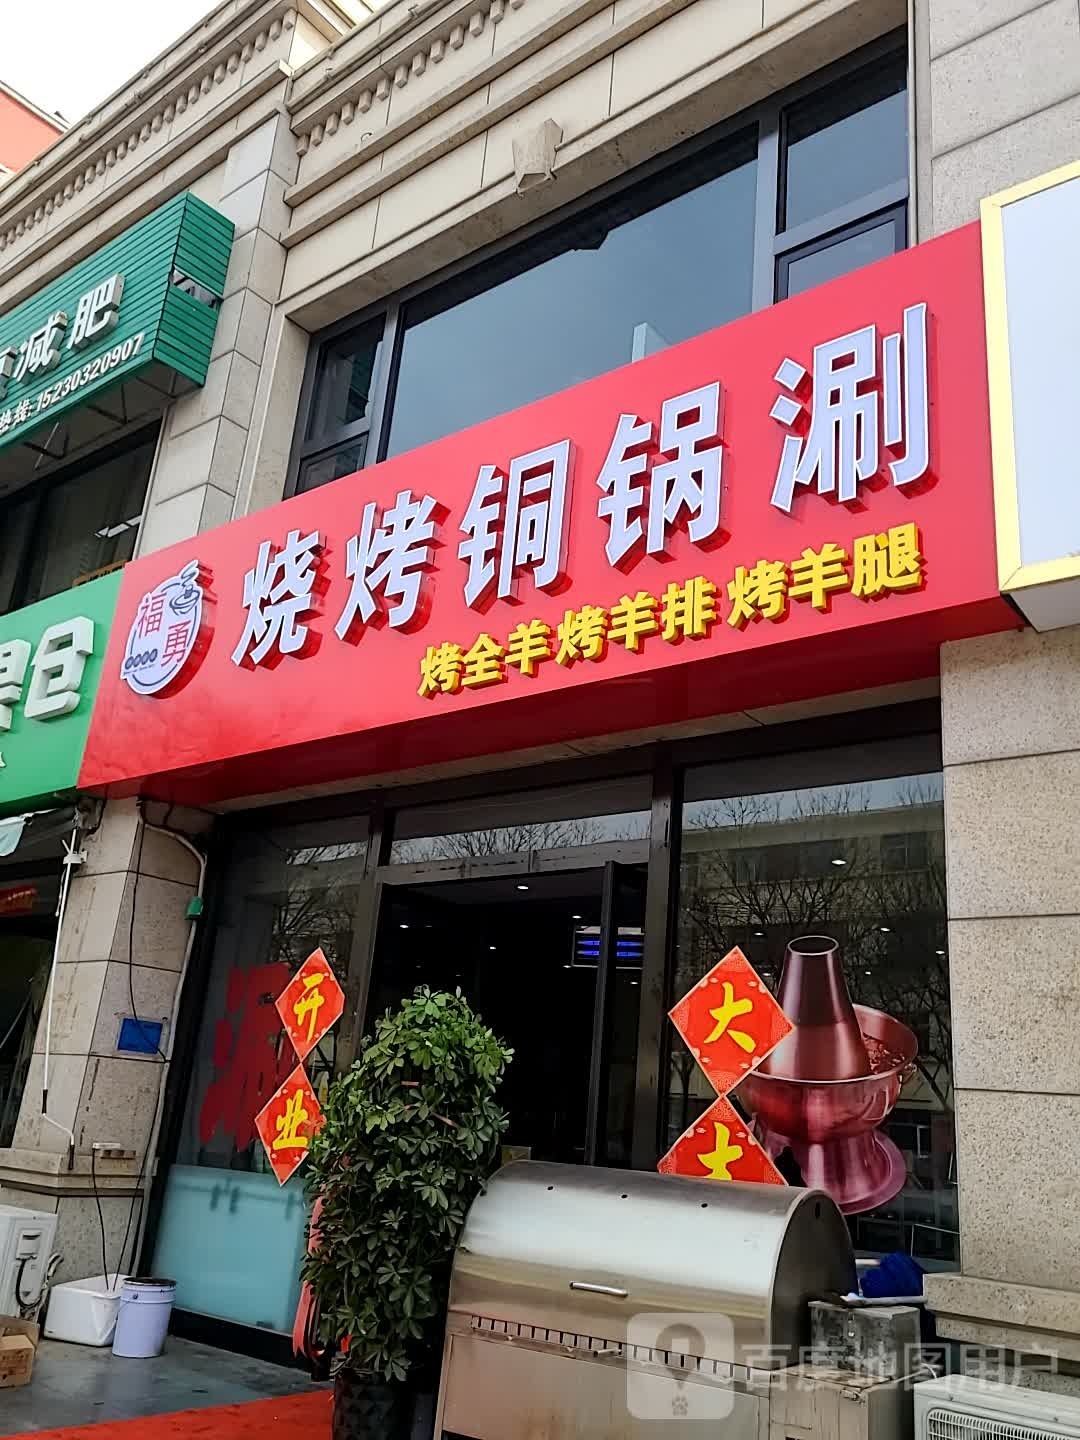 减肥
热线:15230320907
仓
福勇
烧烤铜锅涮
烤全羊 烤羊排 烤羊腿
开业
大
百度地图用户